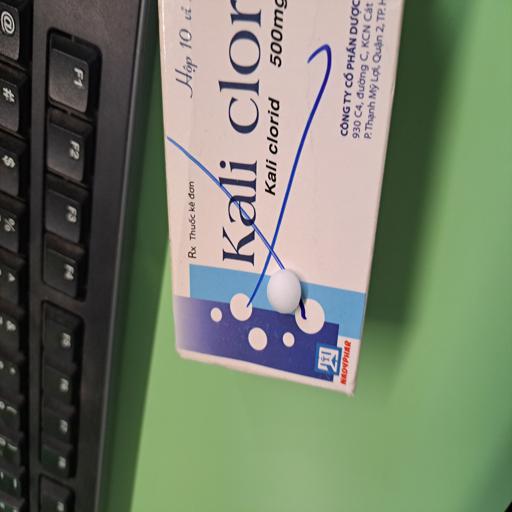 Hộp 10 vỉ
Rx Thuốc kê đơn
Kali clor
Kali clorid 500mg
CÔNG TY CỔ PHẦN DƯỢC
930 C4, đường C, KCN Cát
P.Thạnh Mỹ Lợi, Quận 2, TP.H
NADYPHAR
F1
F2
F3
F4
@
#
$
%
^
&